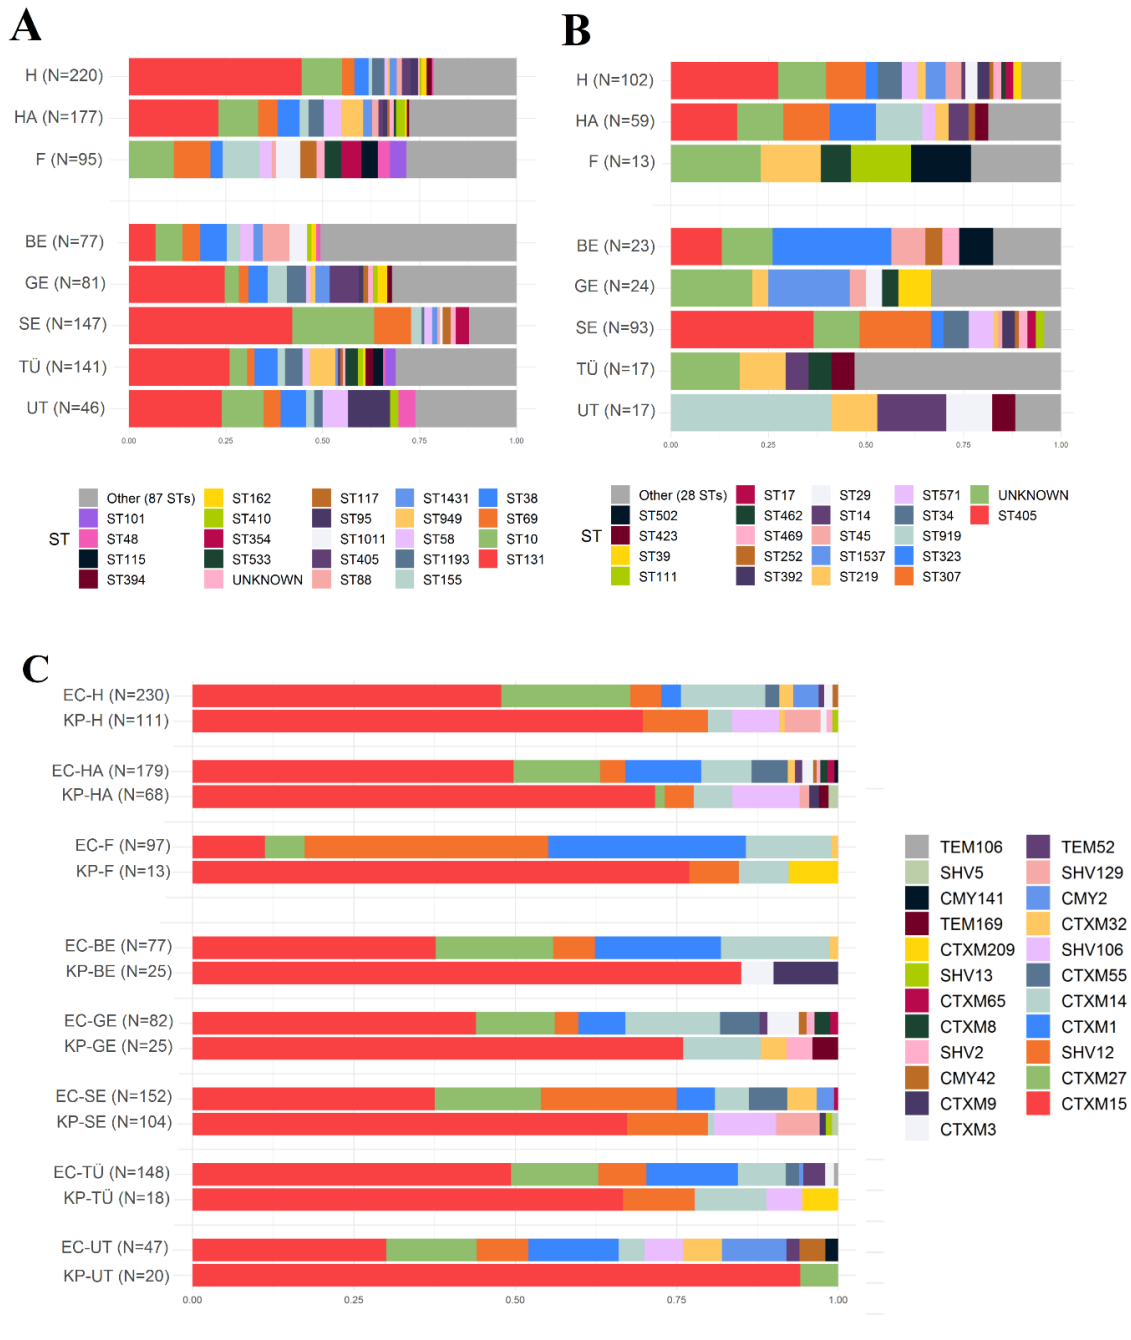 A
B
H (N=220)
HA (N=177)
F (N=95)
BE (N=77)
GE (N=81)
SE (N=147)
TÜ (N=141)
UT (N=46)
0.00 0.25 0.50 0.75 1.00
H (N=102)
HA (N=59)
F (N=13)
BE (N=23)
GE (N=24)
SE (N=93)
TÜ (N=17)
UT (N=17)
0.00 0.25 0.50 0.75 1.00
ST
Other (87 STs) ST162 ST117 ST1431 ST38
ST101 ST410 ST95 ST949 ST69
ST48 ST354 ST1011 ST58 ST10
ST115 ST533 ST405 ST1193 ST131
ST394 UNKNOWN ST88 ST155
ST
Other (28 STs) ST17 ST29 ST571 UNKNOWN
ST502 ST462 ST14 ST34 ST405
ST423 ST469 ST45 ST919
ST39 ST252 ST1537 ST323
ST111 ST392 ST219 ST307
C
EC-H (N=230)
KP-H (N=111)
EC-HA (N=179)
KP-HA (N=68)
EC-F (N=97)
KP-F (N=13)
EC-BE (N=77)
KP-BE (N=25)
EC-GE (N=82)
KP-GE (N=25)
EC-SE (N=152)
KP-SE (N=104)
EC-TÜ (N=148)
KP-TÜ (N=18)
EC-UT (N=47)
KP-UT (N=20)
0.00 0.25 0.50 0.75 1.00
TEM106 TEM52
SHV5 SHV129
CMY141 CMY2
TEM169 CTXM32
CTXM209 SHV106
SHV13 CTXM55
CTXM65 CTXM14
CTXM8 CTXM1
SHV2 SHV12
CMY42 CTXM27
CTXM9 CTXM15
CTXM3